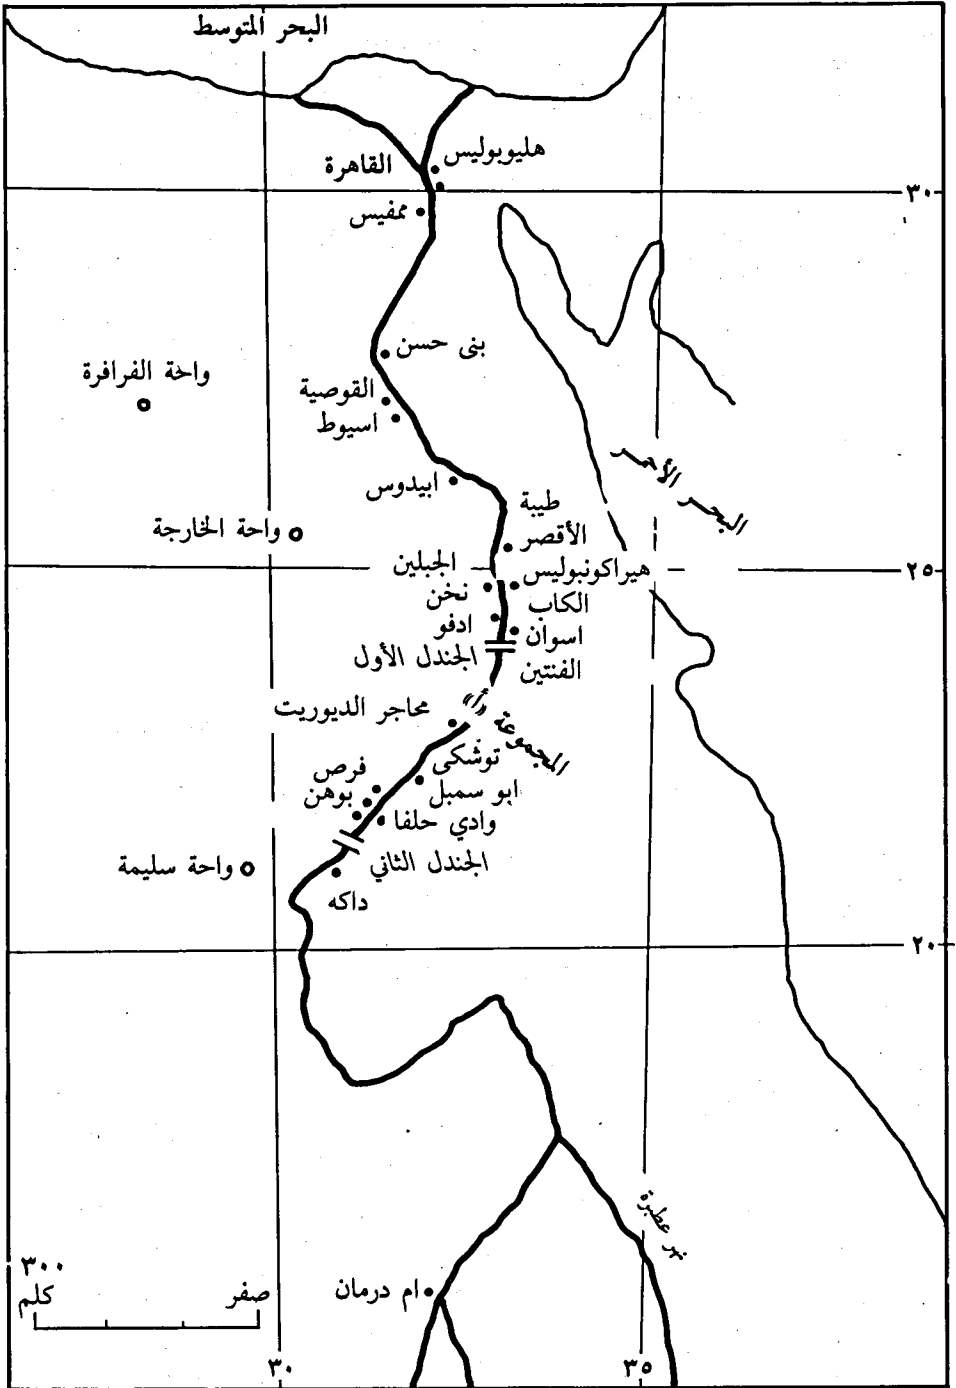 البحر المتوسط
هليوبوليس
القاهرة
٣٠
ممفيس
بنى حسن
واحة الفرافرة
القوصية
اسيوط
البحر الأحمر
ابيدوس
طيبة
واحة الخارجة
الأقصر
الجبلين
هيراكونبوليس
٢٥
نخن
الكاب
ادفو
اسوان
الجندل الأول
الفنتين
محاجر الديوريت
المجموعة «أ»
توشكى
فرص
ابو سمبل
بوهن
وادي حلفا
الجندل الثاني
واحة سليمة
داكه
٢٠
نهر عطبرة
٣٠٠
كلم
صفر
ام درمان
٣٠
٣٥